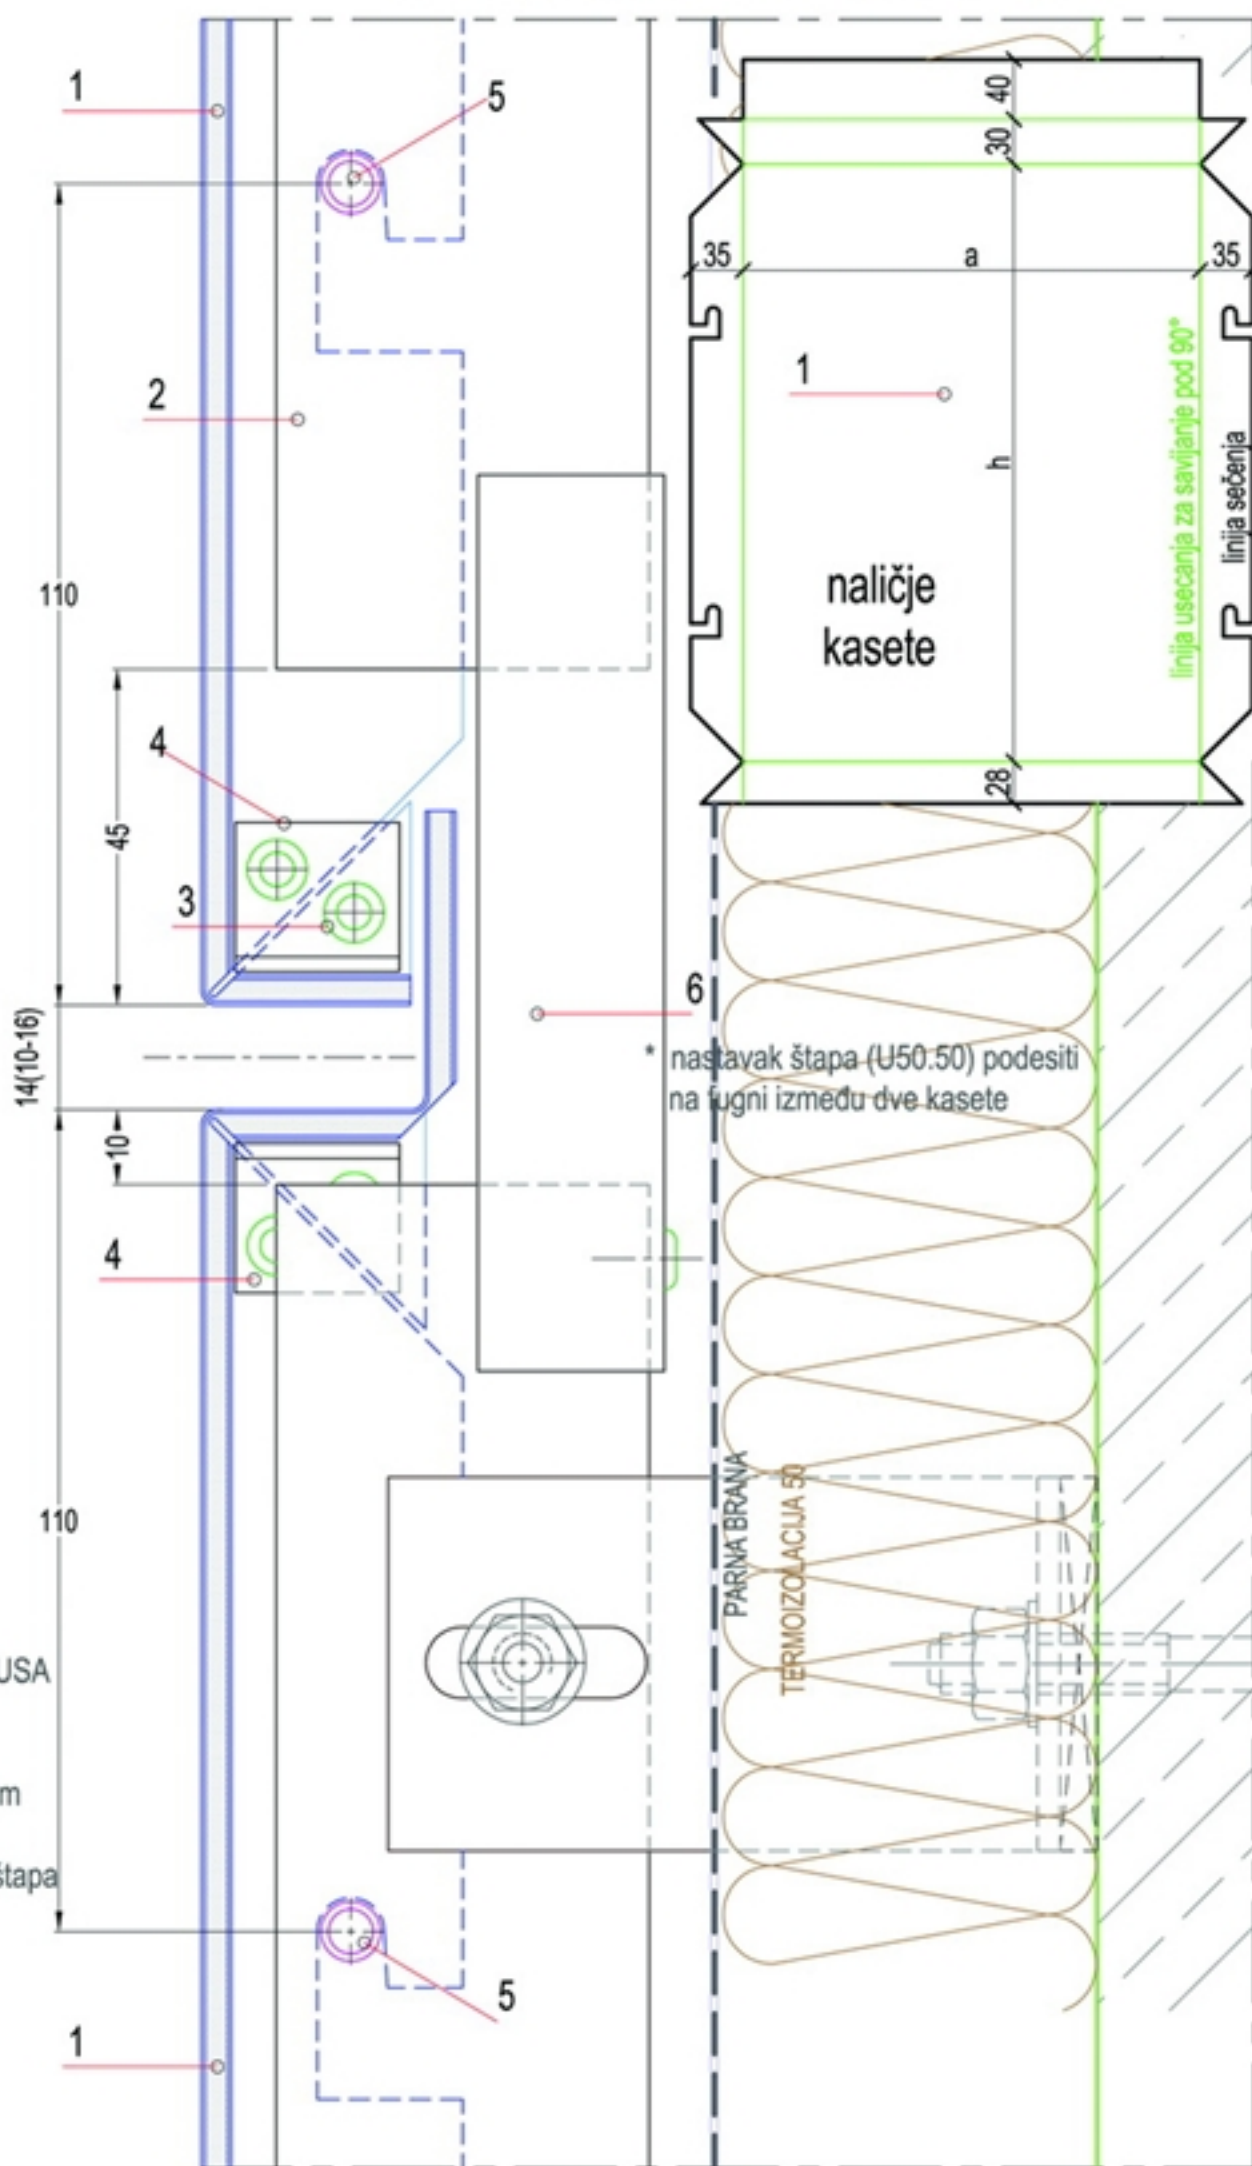 1
5
40
30
35
a
35
2
1
h
linija usecanja za savijanje pod 90°
linija sečenja
110
naličje
kasete
28
4
45
3
6
14(10-16)
* nastavak štapa (U50.50) podesiti
na fugni između dve kasete
10
4
110
PARNA BRANA
TERMOIZOLACIJA 50
USA
m
štapa
5
1